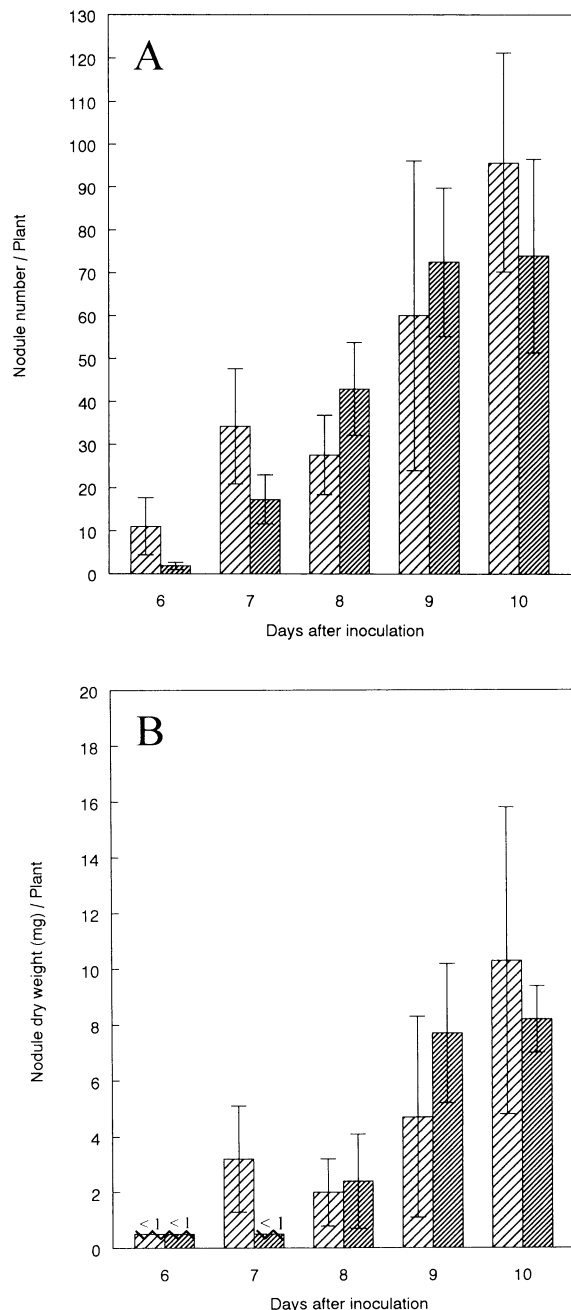 A
130
120
110
100
90
80
70
60
50
40
30
20
10
0
Nodule number / Plant
6 7 8 9 10
Days after inoculation
B
20
18
16
14
12
10
8
6
4
2
0
Nodule dry weight (mg) / Plant
< 1 < 1 < 1
6 7 8 9 10
Days after inoculation